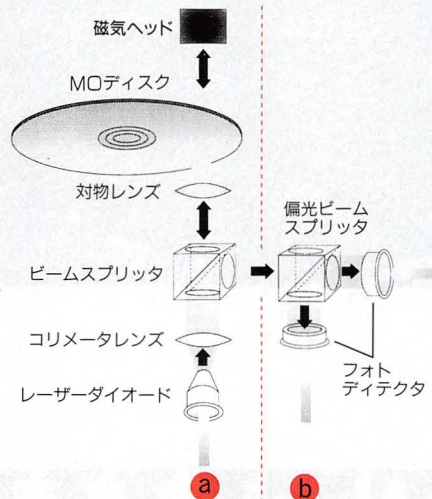 磁気ヘッド
MOディスク
対物レンズ
偏光ビーム
スプリッタ
ビームスプリッタ
コリメータレンズ
フォト
ディテクタ
レーザーダイオード
a
b